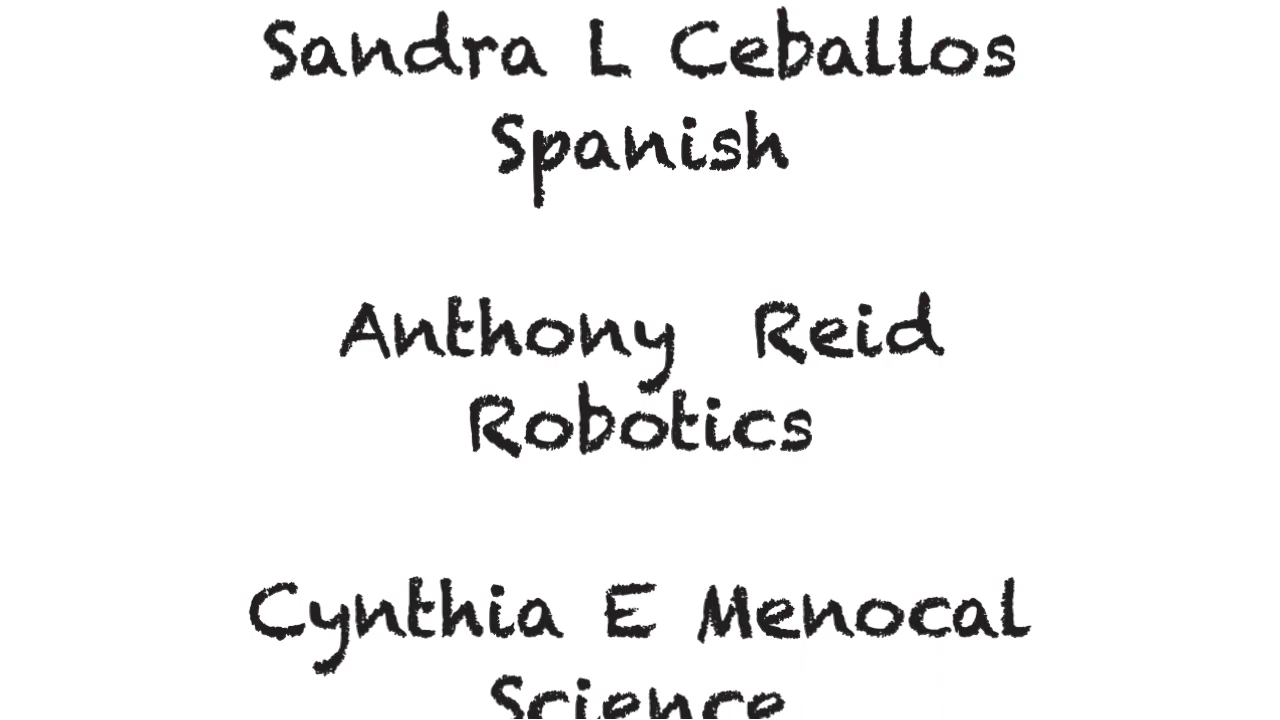 Sandra L Ceballos
Spanish
Anthony Reid
Robotics
Cynthia E Menocal
Science